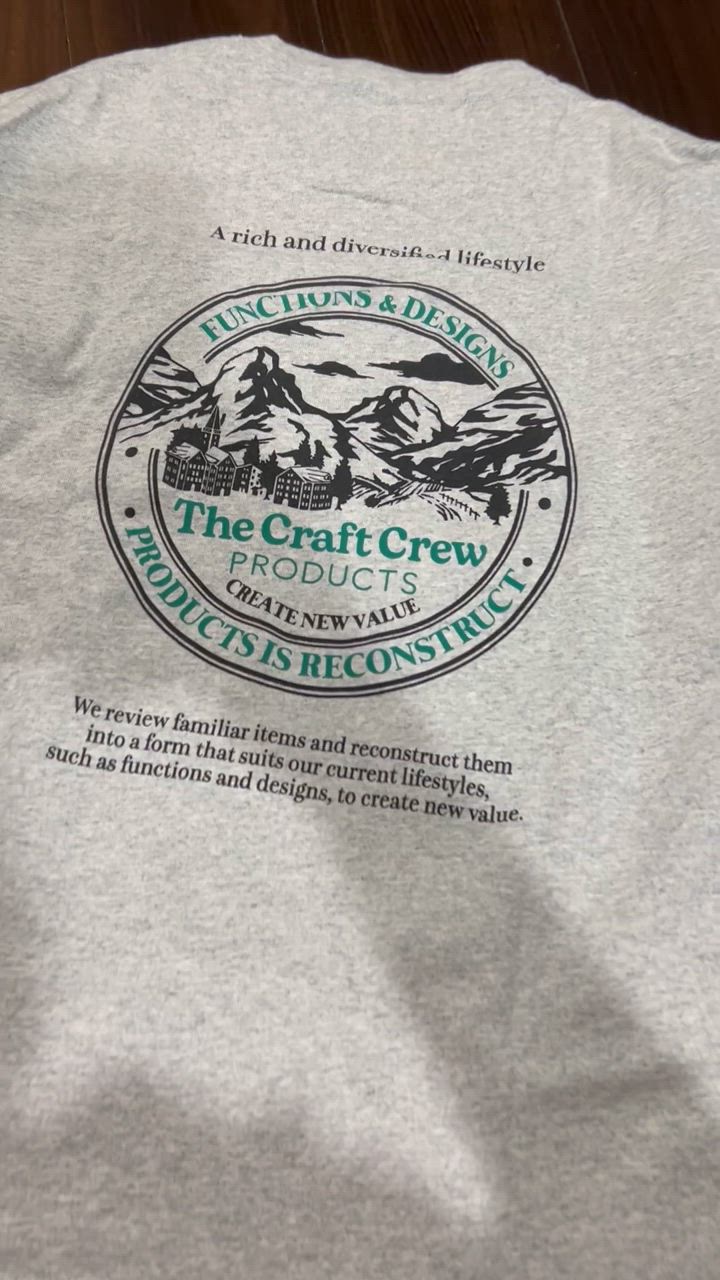 A rich and diversified lifestyle
FUNCTIONS & DESIGNS
The Craft Crew
PRODUCTS
CREATE NEW VALUE
PRODUCTS IS RECONSTRUCT
We review familiar items and reconstruct them
into a form that suits our current lifestyles,
such as functions and designs, to create new value.